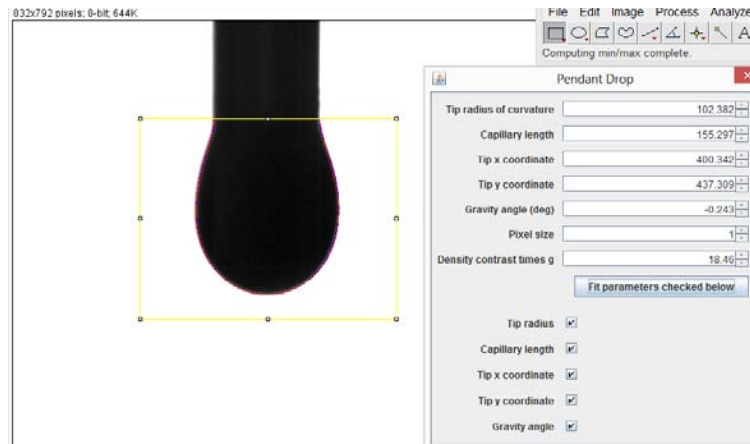 832x792 pixels; 8-bit; 644K
File Edit Image Process Analyze
A
Computing min/max complete.
Pendant Drop
Tip radius of curvature 102.382
Capillary length 155.297
Tip x coordinate 400.342
Tip y coordinate 437.309
Gravity angle (deg) -0.243
Pixel size 1
Density contrast times g 18.46
Fit parameters checked below
Tip radius
Capillary length
Tip x coordinate
Tip y coordinate
Gravity angle